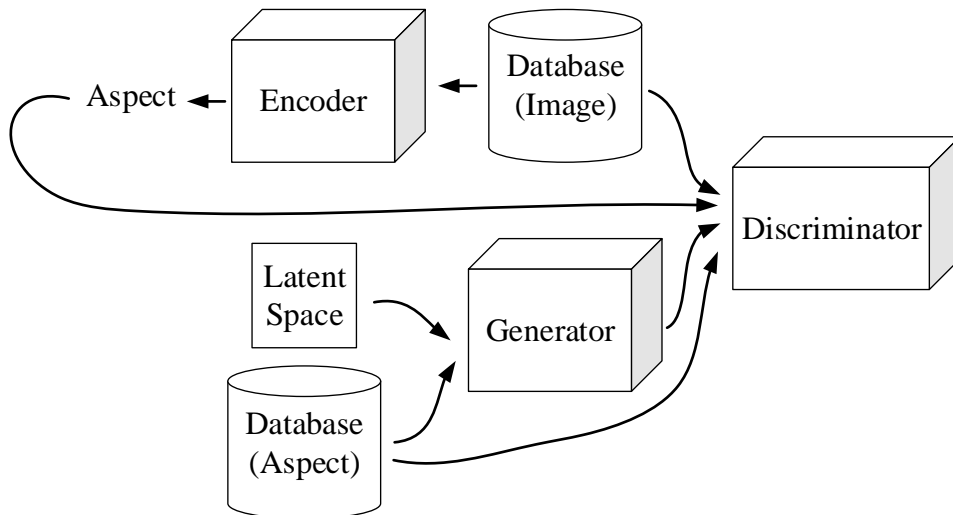 Aspect
Encoder
Database
(Image)
Discriminator
Latent
Space
Generator
Database
(Aspect)